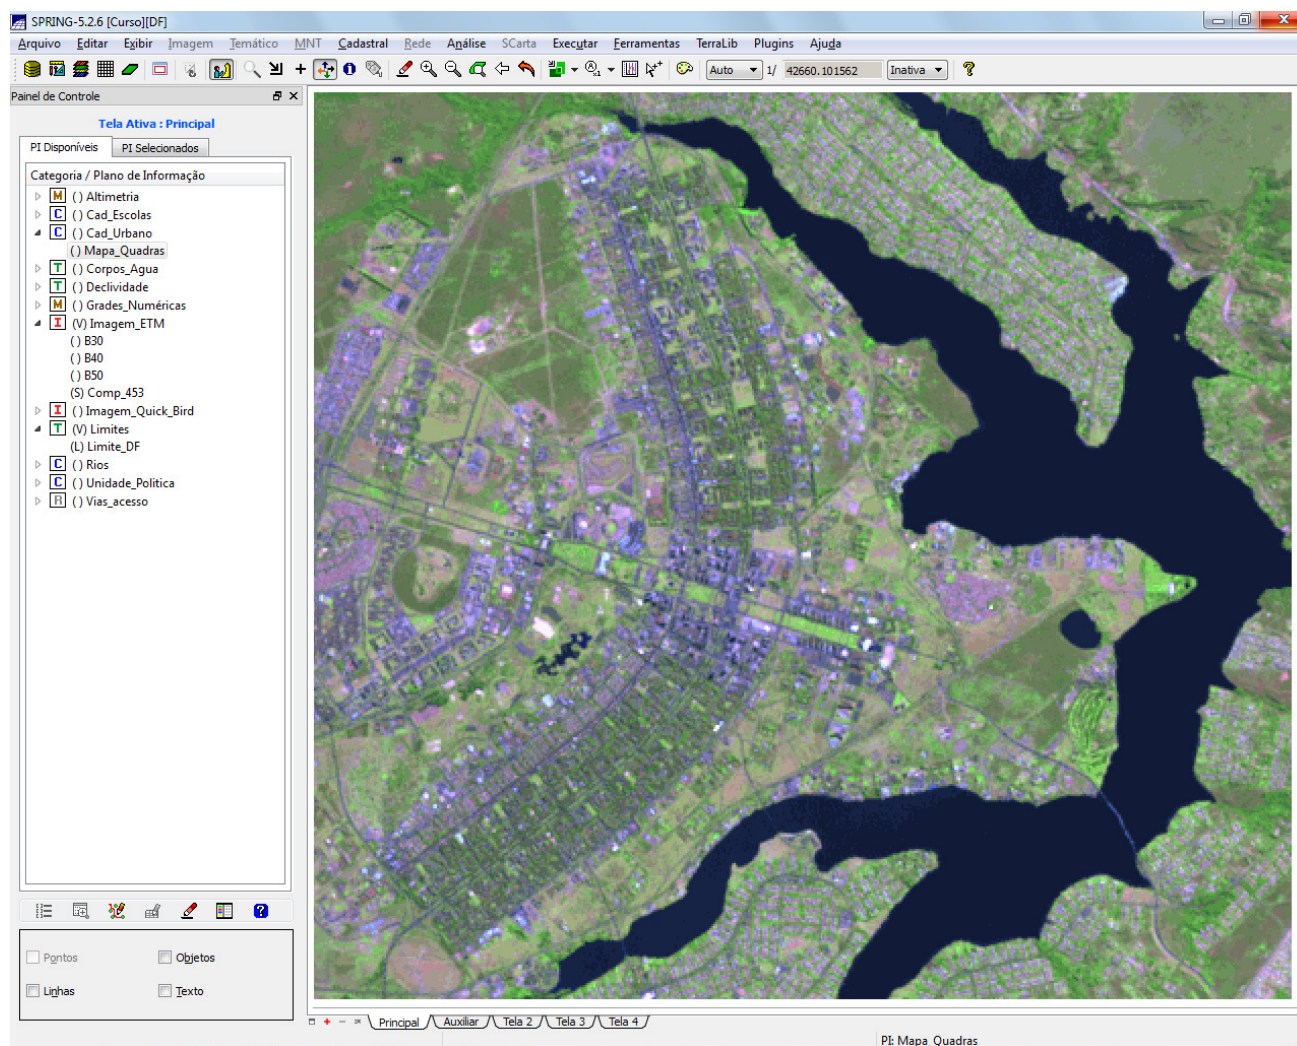 SPRING-5.2.6 [Curso][DF]
Arquivo Editar Exibir Imagem Temático MNT Cadastral Rede Análise SCarta Executar Ferramentas TerraLib Plugins Ajuda
Auto 1/ 42660.101562 Inativa
Painel de Controle
Tela Ativa : Principal
PI Disponíveis PI Selecionados
Categoria / Plano de Informação
M () Altimetria
C () Cad_Escolas
C () Cad_Urbano
() Mapa_Quadras
T () Corpos_Agua
T () Declividade
M () Grades_Numéricas
I (V) Imagem_ETM
() B30
() B40
() B50
(S) Comp_453
I () Imagem_Quick_Bird
T (V) Limites
(L) Limite_DF
C () Rios
C () Unidade_Politica
R () Vias_acesso
Pontos Objetos
Linhas Texto
Principal Auxiliar Tela 2 Tela 3 Tela 4
PI: Mapa_Quadras